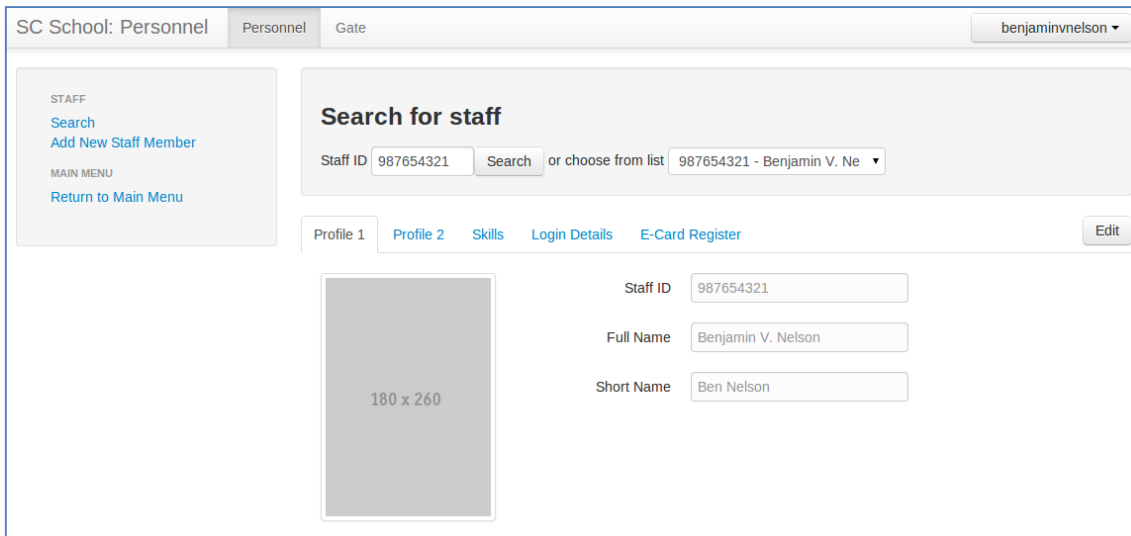 SC School: Personnel Personnel Gate benjaminvnelson
STAFF
Search
Add New Staff Member
MAIN MENU
Return to Main Menu
Search for staff
Staff ID 987654321 Search or choose from list 987654321 - Benjamin V. Ne
Profile 1 Profile 2 Skills Login Details E-Card Register Edit
180 x 260
Staff ID 987654321
Full Name Benjamin V. Nelson
Short Name Ben Nelson